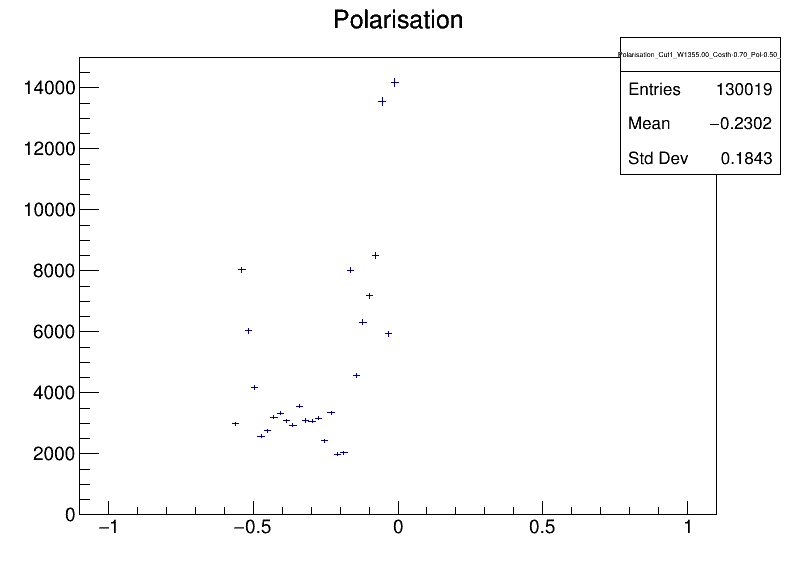 Polarisation
Polarisation_Cut1_W1355.00_Costh-0.70_Pol-0.50_
Entries 130019
Mean −0.2302
Std Dev 0.1843
14000
12000
10000
8000
6000
4000
2000
0
−1 −0.5 0 0.5 1